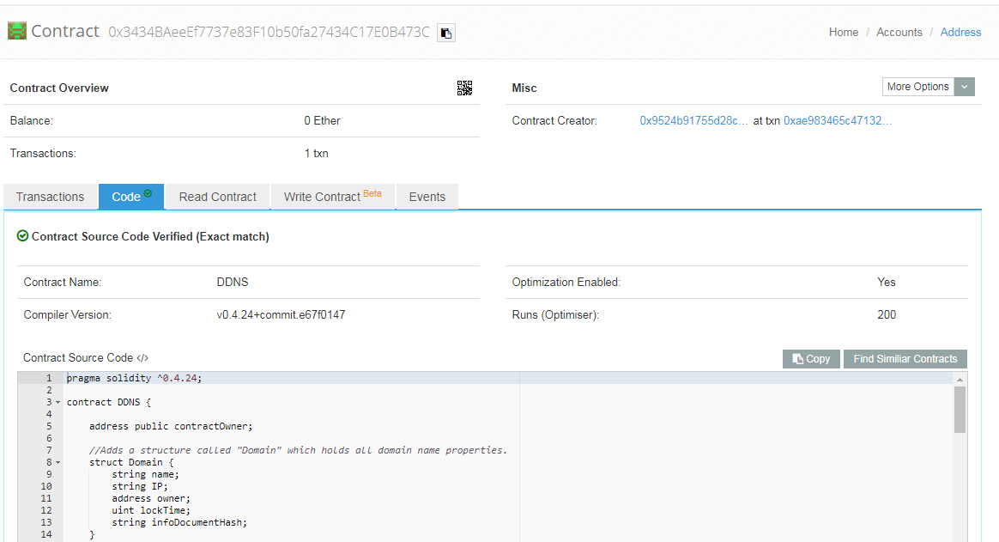 Contract 0x3434BAeeEf7737e83F10b50fa27434C17E0B473C
Home / Accounts / Address
Contract Overview
Misc
More Options
Balance: 0 Ether
Contract Creator: 0x9524b91755d28c... at txn 0xae983465c47132...
Transactions: 1 txn
Transactions Code Read Contract Write Contract Beta Events
Contract Source Code Verified (Exact match)
Contract Name: DDNS
Optimization Enabled: Yes
Compiler Version: v0.4.24+commit.e67f0147
Runs (Optimiser): 200
Contract Source Code </>
Copy Find Similiar Contracts
1 pragma solidity ^0.4.24;
2
3 contract DDNS {
4
5 address public contractOwner;
6
7 //Adds a structure called "Domain" which holds all domain name properties.
8 struct Domain {
9 string name;
10 string IP;
11 address owner;
12 uint lockTime;
13 string infoDocumentHash;
14 }